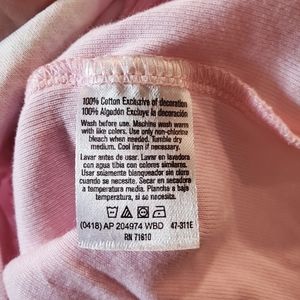 100% Cotton Exclusive of decoration
100% Algodón Excluye la decoración
Wash before use. Machine wash warm
with like colors. Use only non-chlorine
bleach when needed. Tumble dry
medium. Cool iron if necessary.
Lavar antes de usar. Lavar en lavadora
con agua tibia con colores similares.
Usar solamente blanqueador sin cloro
cuando se necesite. Secar en secadora
a temperatura media. Plancha a baja
temperatura, si se necesita.
(0418) AP 204974 WBD 47-311E
RN 71610